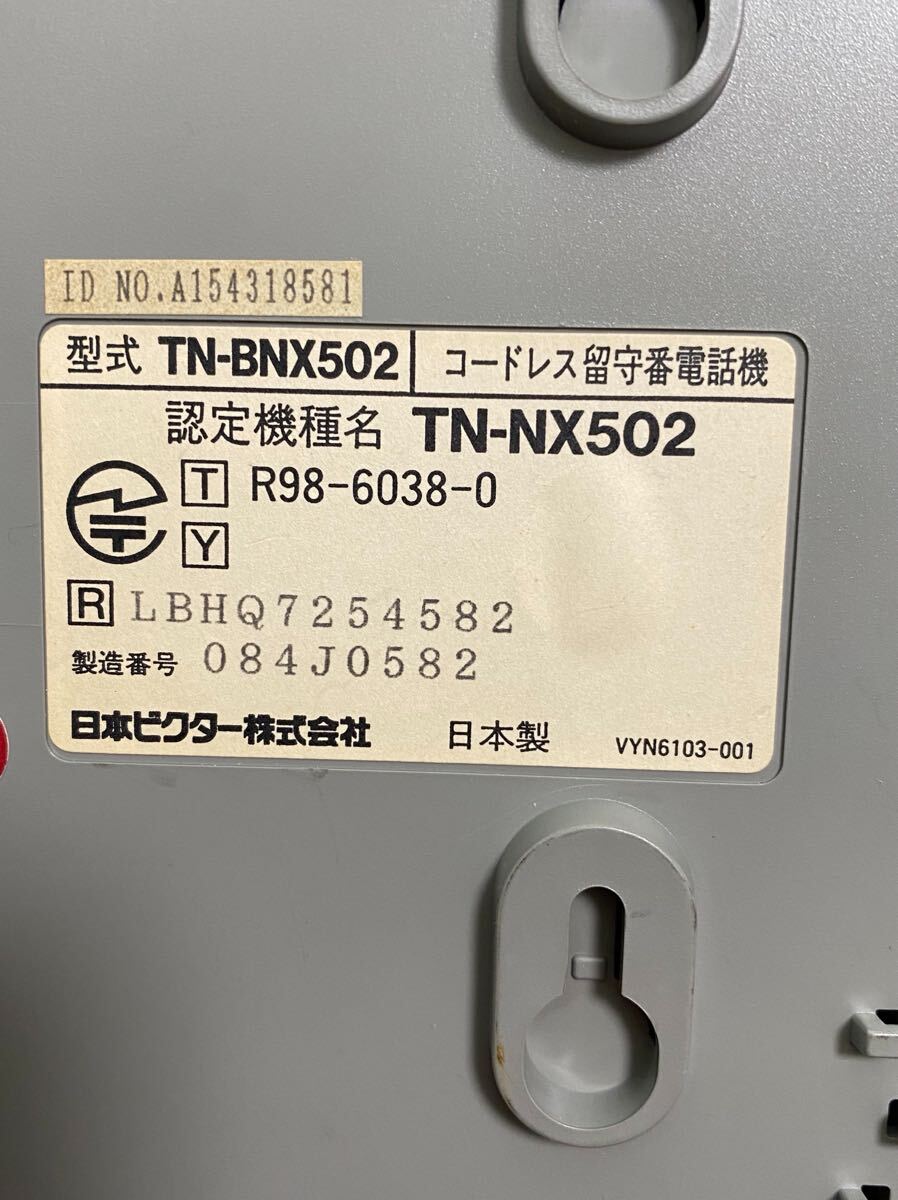 ID NO.A154318581
型式 TN-BNX502 コードレス留守番電話機
認定機種名 TN-NX502
T R98-6038-0
Y
R LBHQ7254582
製造番号 084J0582
日本ビクター株式会社 日本製 VYN6103-001